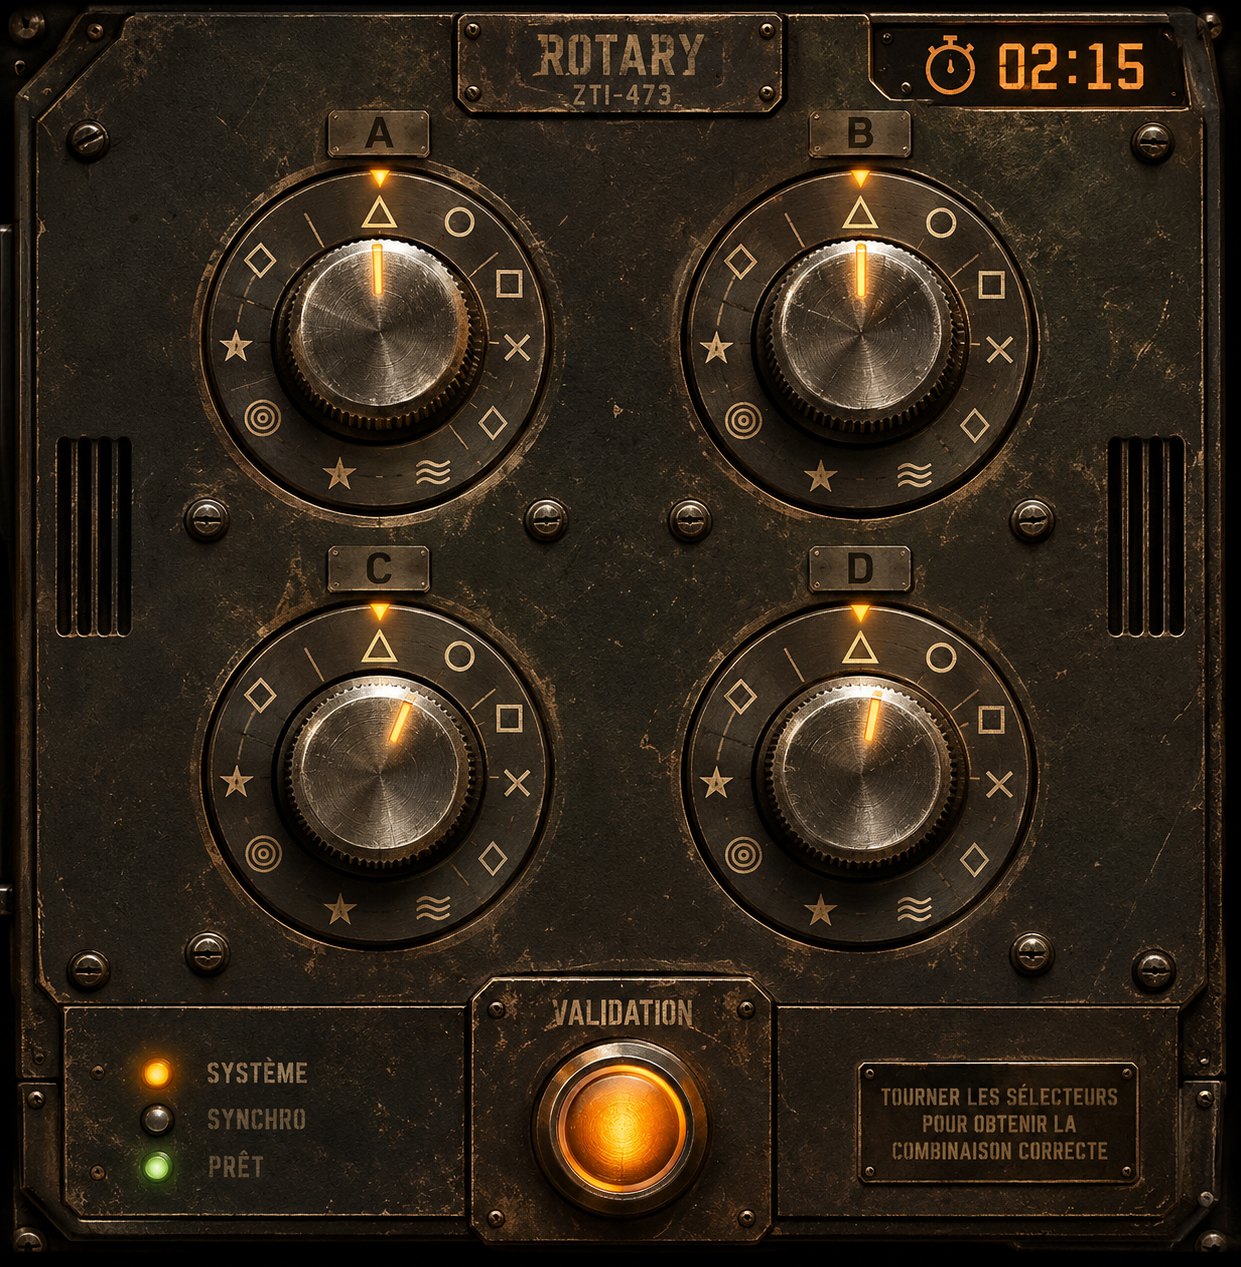 ROTARY
ZTI-473
02:15
A
B
C
D
VALIDATION
SYSTÈME
SYNCHRO
PRÊT
TOURNER LES SÉLECTEURS
POUR OBTENIR LA
COMBINAISON CORRECTE